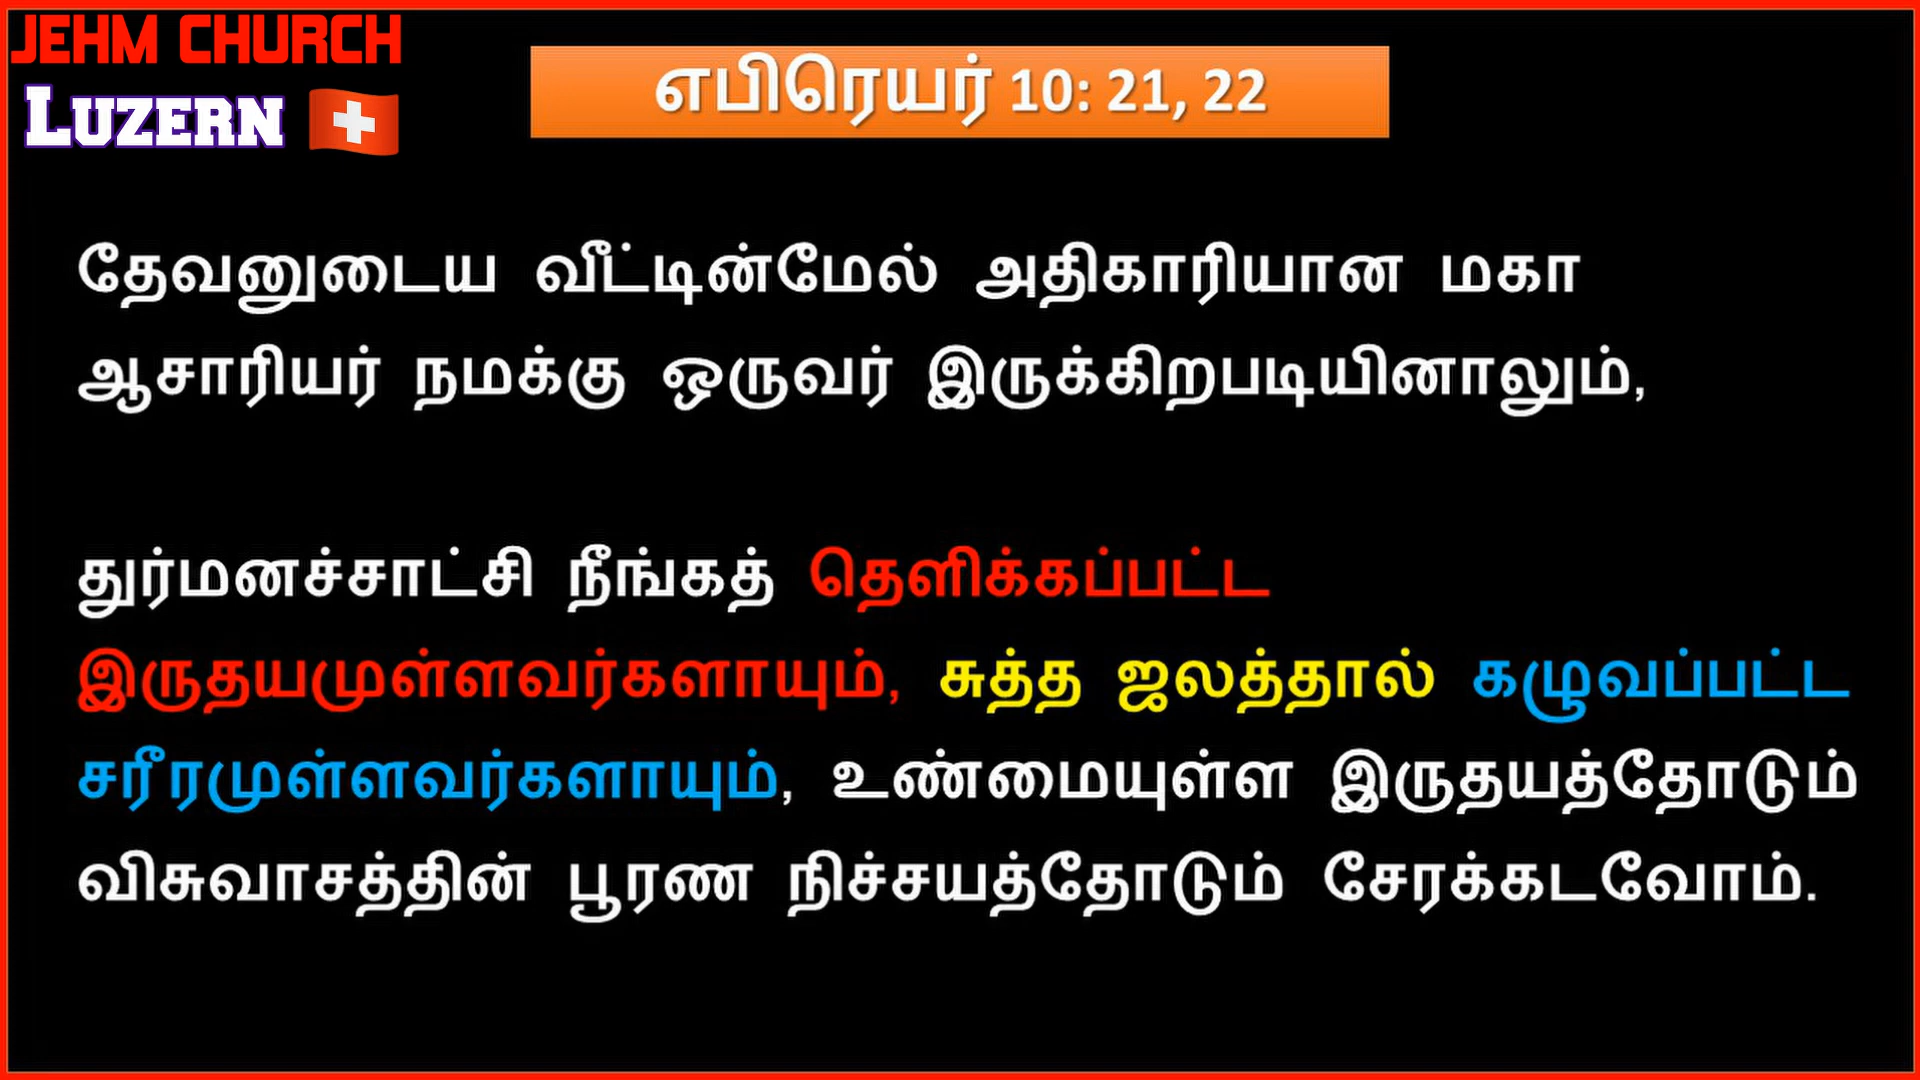 JEHM CHURCH
LUZERN
எபிரெயர் 10: 21, 22
தேவனுடைய வீட்டின்மேல் அதிகாரியான மகா
ஆசாரியர் நமக்கு ஒருவர் இருக்கிறபடியினாலும்,
துர்மனச்சாட்சி நீங்கத் தெளிக்கப்பட்ட
இருதயமுள்ளவர்களாயும், சுத்த ஜலத்தால் கழுவப்பட்ட
சரீரமுள்ளவர்களாயும், உண்மையுள்ள இருதயத்தோடும்
விசுவாசத்தின் பூரண நிச்சயத்தோடும் சேரக்கடவோம்.